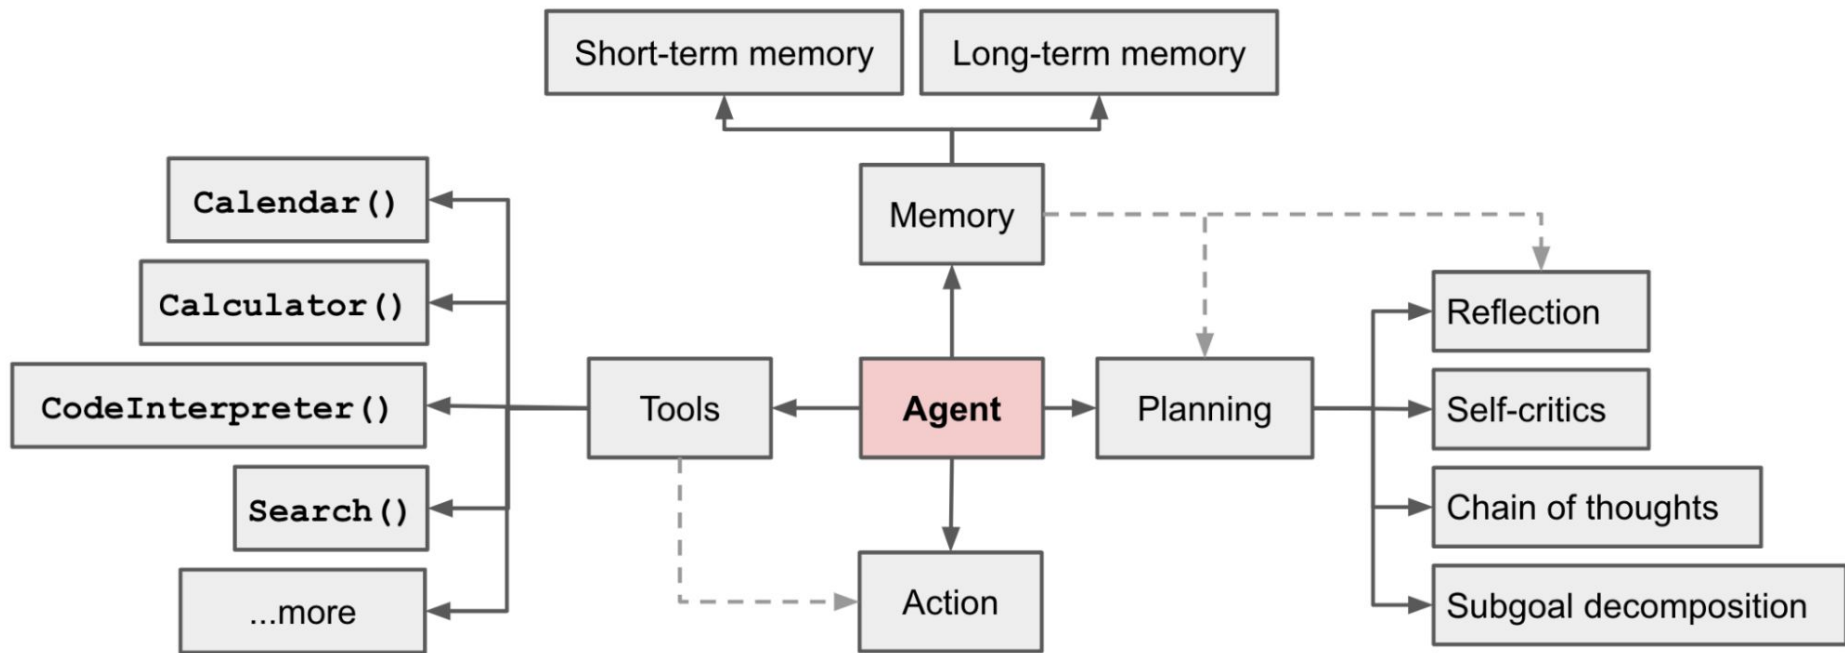 Short-term memory
Long-term memory
Calendar()
Memory
Calculator()
Reflection
CodeInterpreter()
Tools
Agent
Planning
Self-critics
Search()
Chain of thoughts
...more
Action
Subgoal decomposition